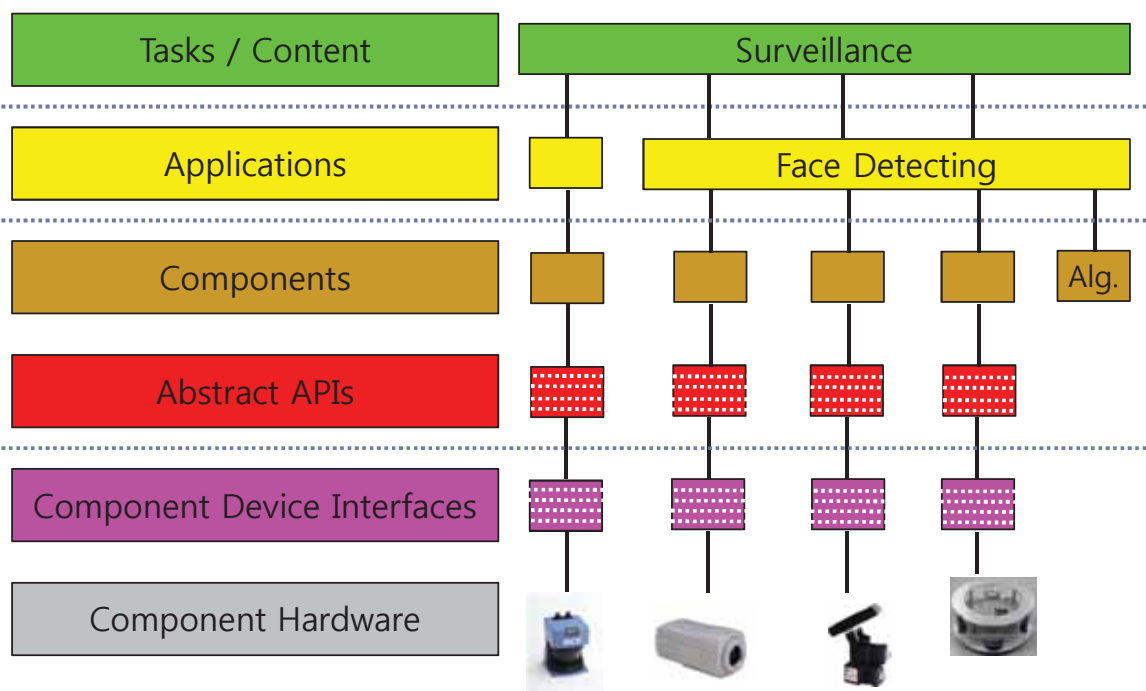 Tasks / Content
Surveillance
Applications
Face Detecting
Components
Alg.
Abstract APIs
Component Device Interfaces
Component Hardware